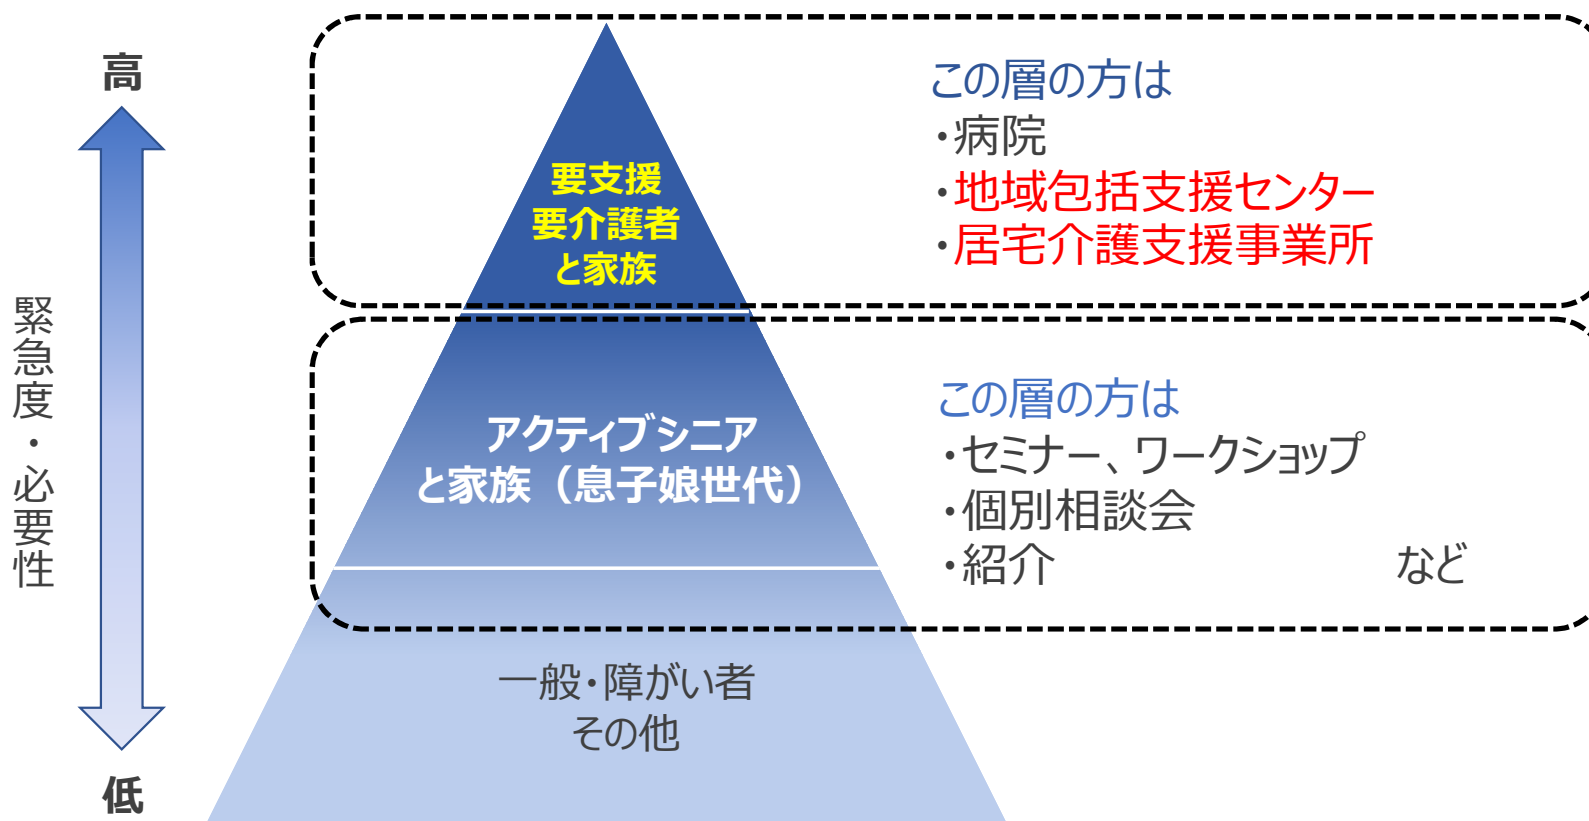 高
緊急度・必要性
低
要支援
要介護者
と家族
アクティブシニア
と家族（息子娘世代）
一般・障がい者
その他
この層の方は
・病院
・地域包括支援センター
・居宅介護支援事業所
この層の方は
・セミナー、ワークショップ
・個別相談会
・紹介　　　　　　　など